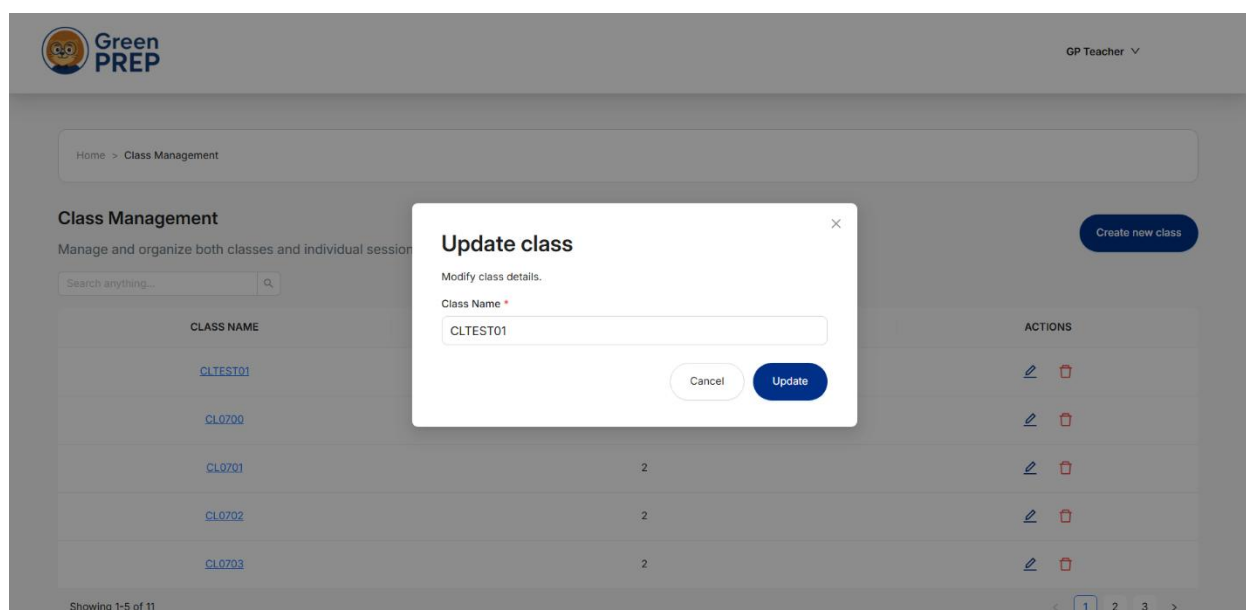 Green
PREP
GP Teacher
Home > Class Management
Class Management
Manage and organize both classes and individual session
Create new class
Search anything...
CLASS NAME
ACTIONS
CLTEST01
CL0700
CL0701 2
CL0702 2
CL0703 2
Showing 1-5 of 11
< 1 2 3 >
Update class
Modify class details.
Class Name *
CLTEST01
Cancel Update